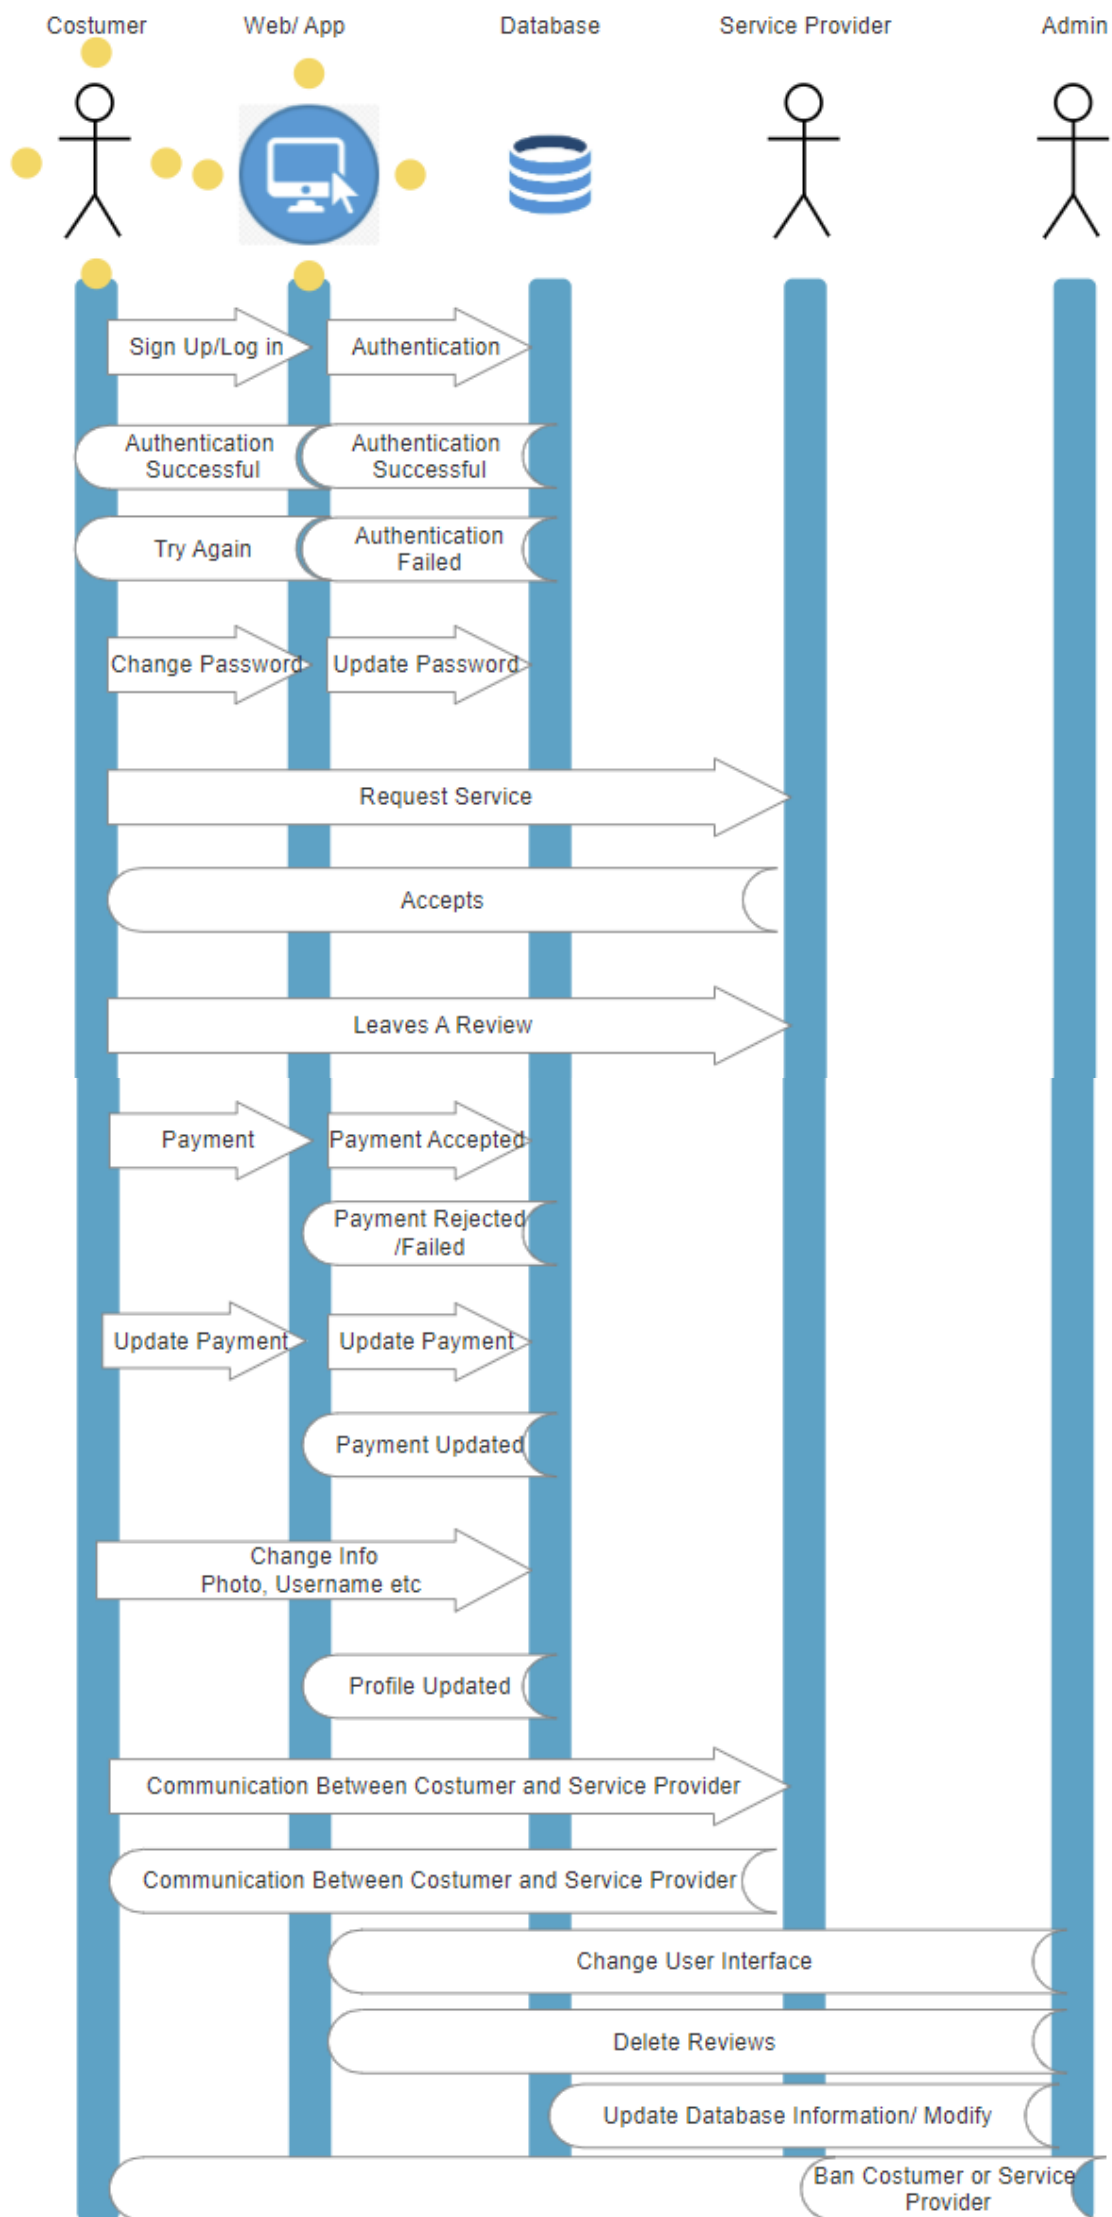 Costumer
Web/ App
Database
Service Provider
Admin
Sign Up/Log in
Authentication
Authentication
Successful
Authentication
Successful
Try Again
Authentication
Failed
Change Password
Update Password
Request Service
Accepts
Leaves A Review
Payment
Payment Accepted
Payment Rejected
/Failed
Update Payment
Update Payment
Payment Updated
Change Info
Photo, Username etc
Profile Updated
Communication Between Costumer and Service Provider
Communication Between Costumer and Service Provider
Change User Interface
Delete Reviews
Update Database Information/ Modify
Ban Costumer or Service
Provider